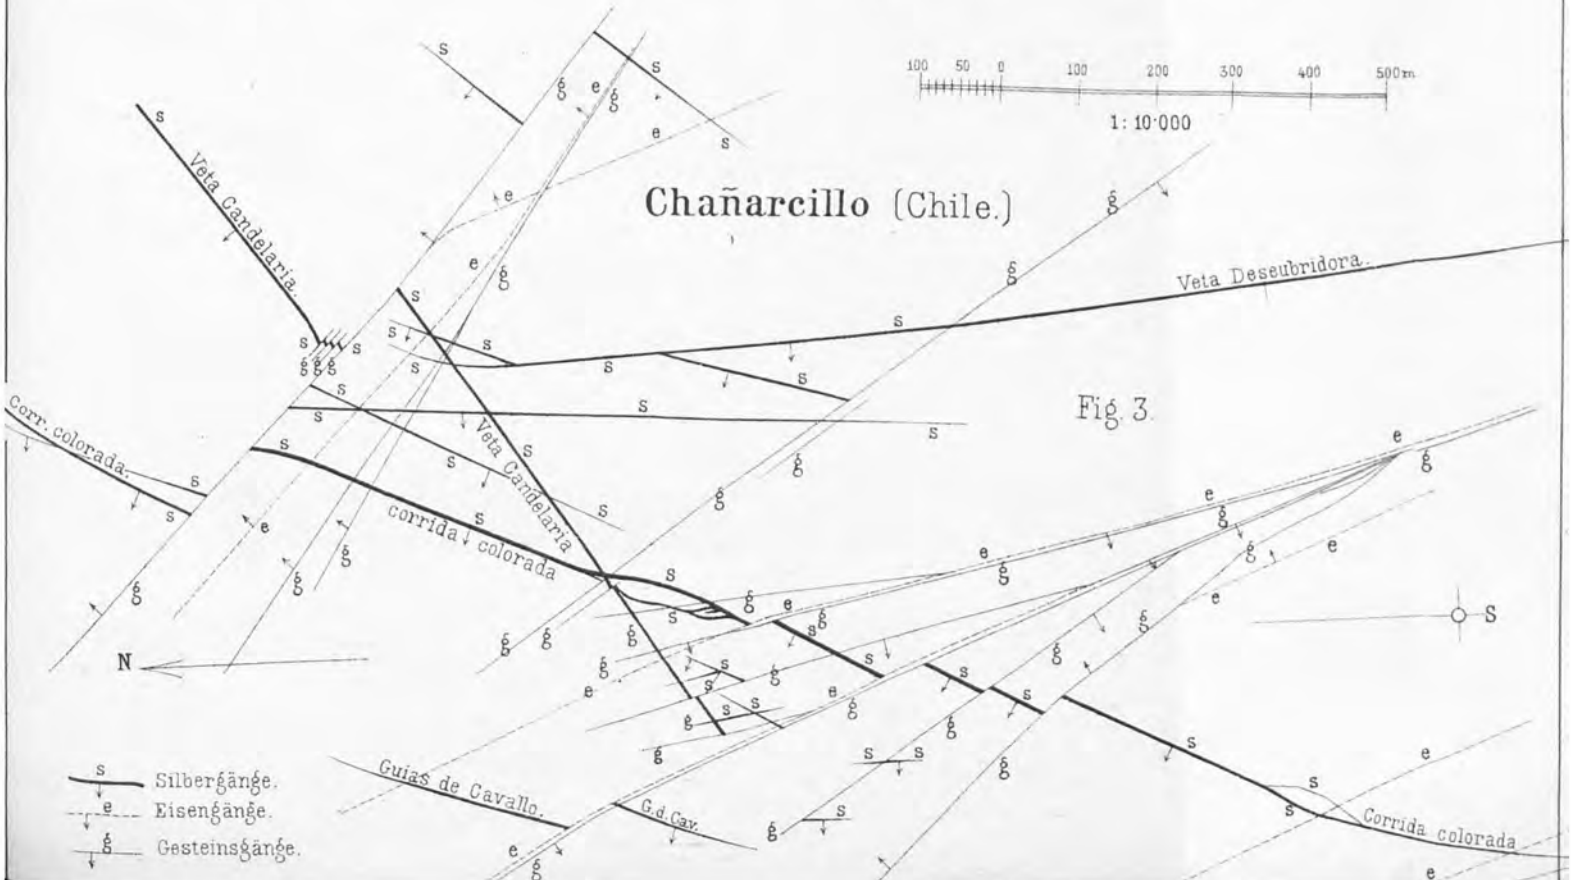 100 50 0 100 200 300 400 500m
1:10·000
Chañarcillo (Chile.)
Veta Candelaria.
Veta Deseubridora.
Fig. 3.
Corr. colorada.
Veta Candelaria
corrida colorada
N
S
Guias de Cavallo.
G.d.Cav.
Corrida colorada
s Silbergänge.
e Eisengänge.
g Gesteinsgänge.